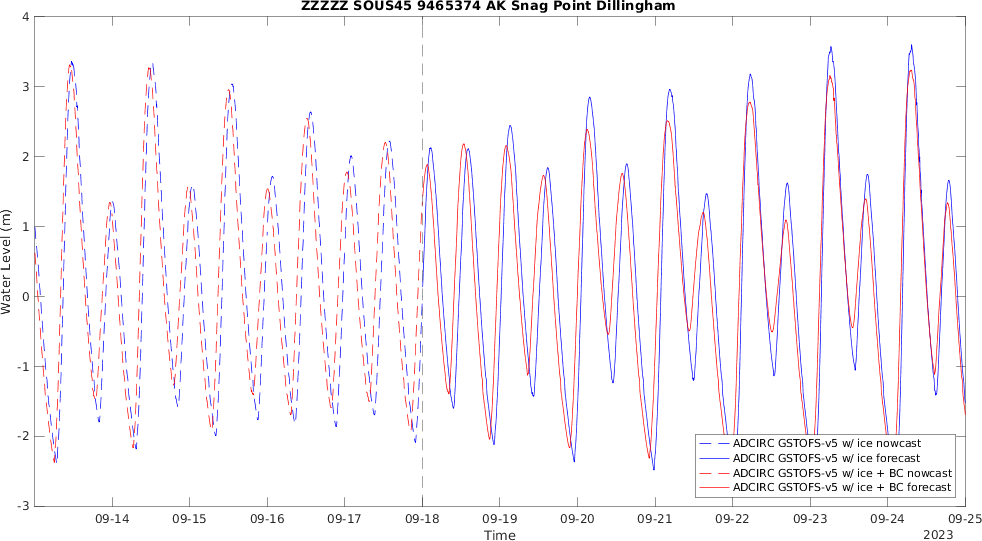 ZZZZZ SOUS45 9465374 AK Snag Point Dillingham
Water Level (m)
4
3
2
1
0
-1
-2
-3
09-14 09-15 09-16 09-17 09-18 09-19 09-20 09-21 09-22 09-23 09-24 09-25
Time
2023
ADCIRC GSTOFS-v5 w/ ice nowcast
ADCIRC GSTOFS-v5 w/ ice forecast
ADCIRC GSTOFS-v5 w/ ice + BC nowcast
ADCIRC GSTOFS-v5 w/ ice + BC forecast